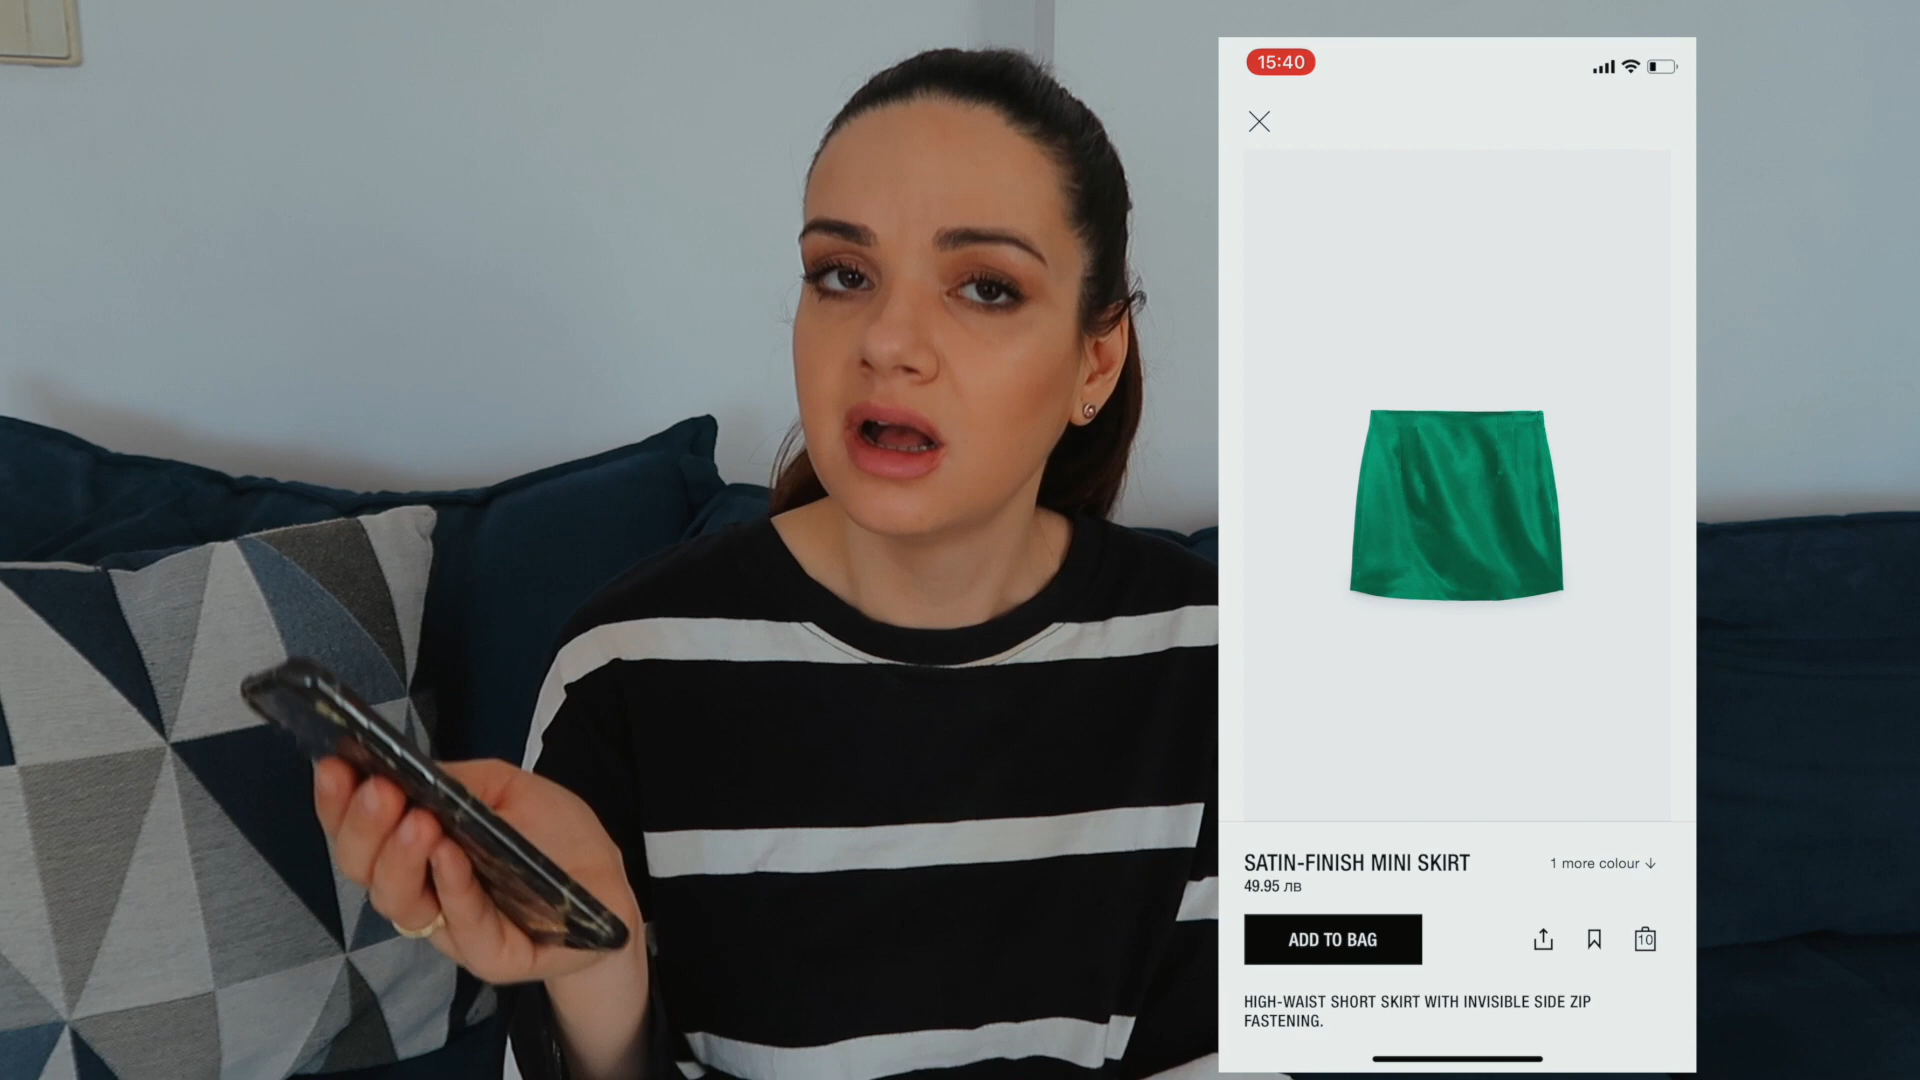 15:40
SATIN-FINISH MINI SKIRT
1 more colour ↓
49.95 лв
ADD TO BAG
10
HIGH-WAIST SHORT SKIRT WITH INVISIBLE SIDE ZIP
FASTENING.